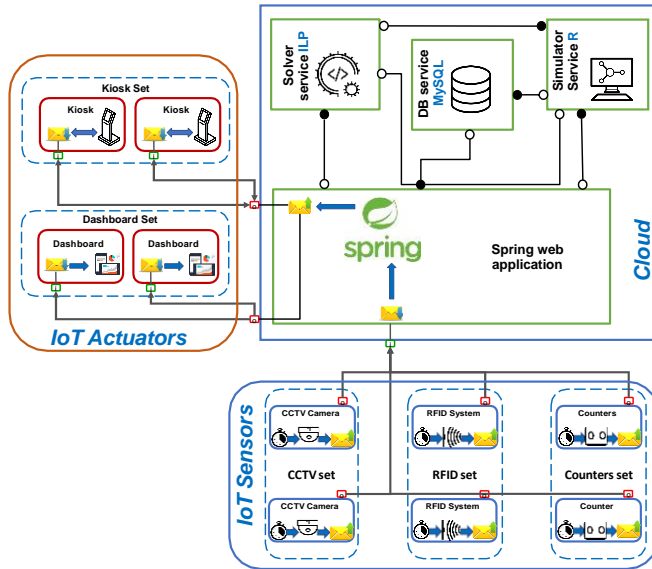 Solver
service ILP
DB service
MySQL
Simulator
Service R
Kiosk Set
Kiosk
Kiosk
Dashboard Set
Dashboard
Dashboard
IoT Actuators
spring
Spring web
application
Cloud
IoT Sensors
CCTV Camera
RFID System
Counters
CCTV set
RFID set
Counters set
CCTV Camera
RFID System
Counter